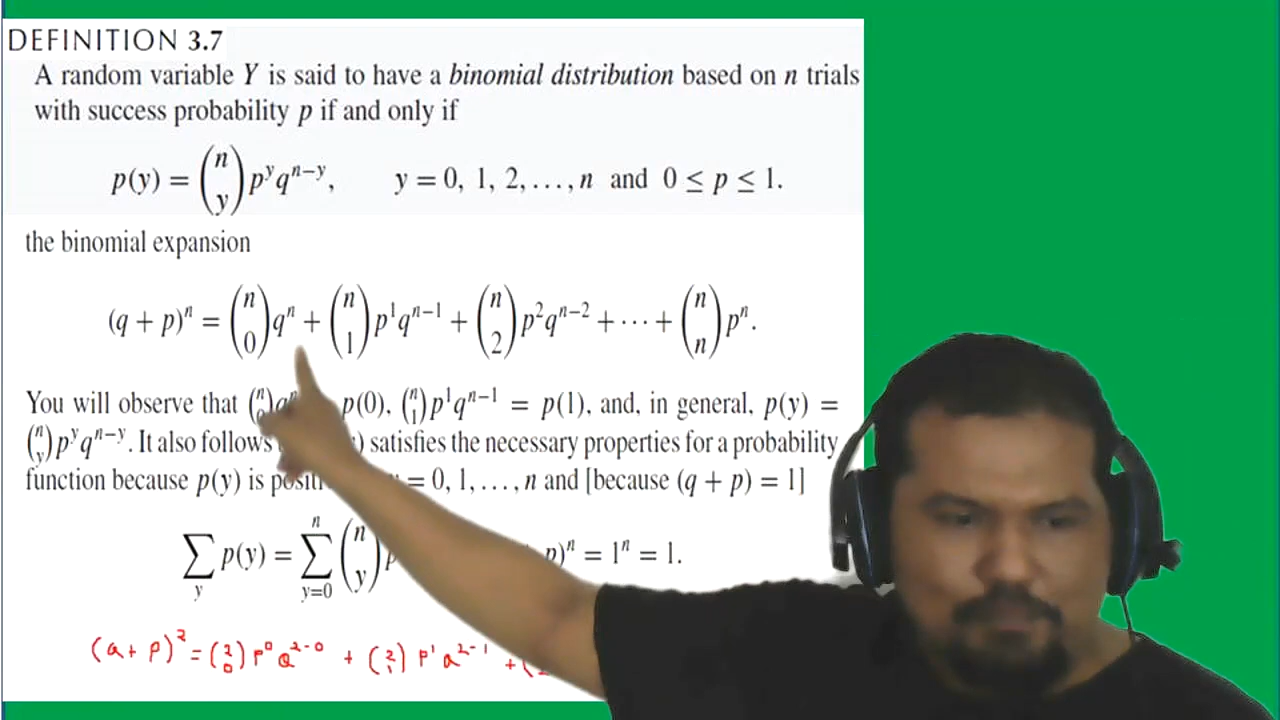 DEFINITION 3.7
A random variable Y is said to have a binomial distribution based on n trials
with success probability p if and only if
p(y) = (n y) p^y q^{n−y},    y = 0, 1, 2, ..., n and 0 ≤ p ≤ 1.
the binomial expansion
(q + p)^n = (n 0) q^n + (n 1) p^1 q^{n−1} + (n 2) p^2 q^{n−2} + ⋯ + (n n) p^n.
You will observe that p(0), (n 1) p^1 q^{n−1} = p(1), and, in general, p(y) =
(n y) p^y q^{n−y}. It also follows ) satisfies the necessary properties for a probability
function because p(y) is = 0, 1, ..., n and [because (q + p) = 1]
∑_y p(y) = ∑_{y=0}^n (n y) p)^n = 1^n = 1.
(q + p)^2 = (2 0) p^0 q^{2-0} + (2 1) p^1 q^{2-1} + (